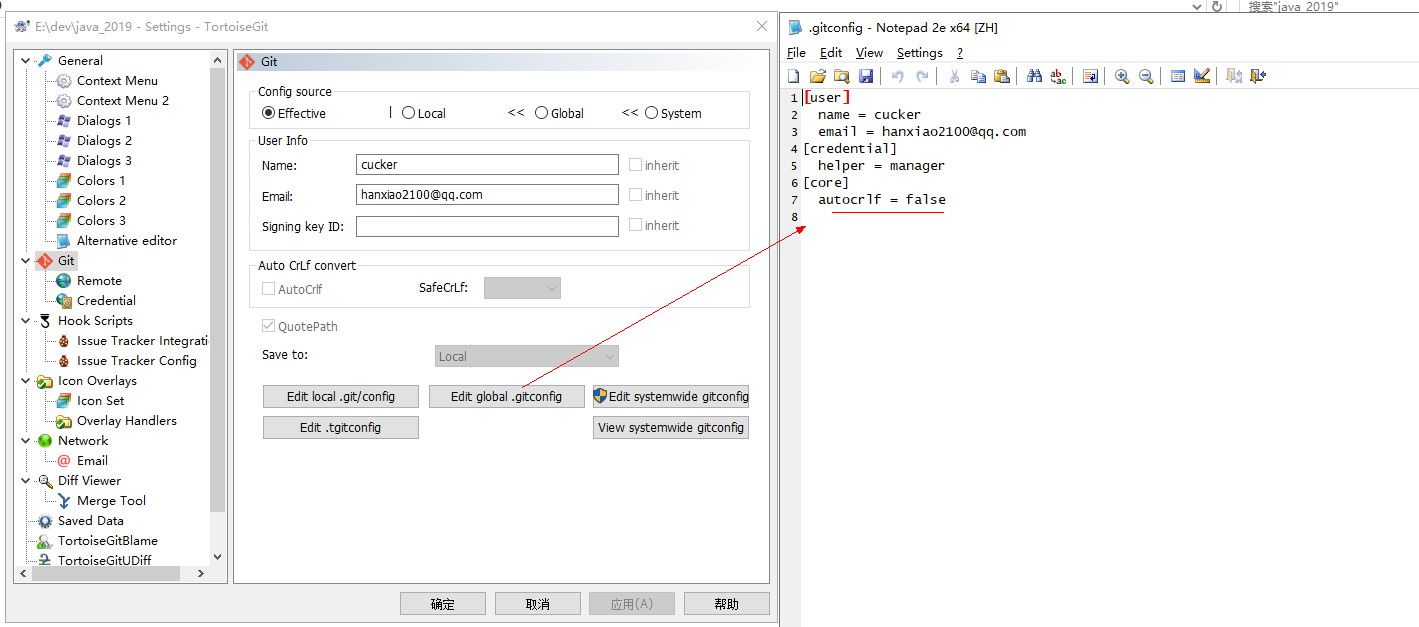 搜索"java_2019"
E:\dev\java_2019 - Settings - TortoiseGit
General
Context Menu
Context Menu 2
Dialogs 1
Dialogs 2
Dialogs 3
Colors 1
Colors 2
Colors 3
Alternative editor
Git
Remote
Credential
Hook Scripts
Issue Tracker Integrati
Issue Tracker Config
Icon Overlays
Icon Set
Overlay Handlers
Network
Email
Diff Viewer
Merge Tool
Saved Data
TortoiseGitBlame
TortoiseGitUDiff
Git
Config source
Effective | Local << Global << System
User Info
Name: cucker inherit
Email: hanxiao2100@qq.com inherit
Signing key ID: inherit
Auto CrLf convert
AutoCrlf SafeCrLf:
QuotePath
Save to: Local
Edit local .git/config Edit global .gitconfig Edit systemwide gitconfig
Edit .tgitconfig View systemwide gitconfig
确定 取消 应用(A) 帮助
.gitconfig - Notepad 2e x64 [ZH]
File Edit View Settings ?
1 [user]
2 name = cucker
3 email = hanxiao2100@qq.com
4 [credential]
5 helper = manager
6 [core]
7 autocrlf = false
8